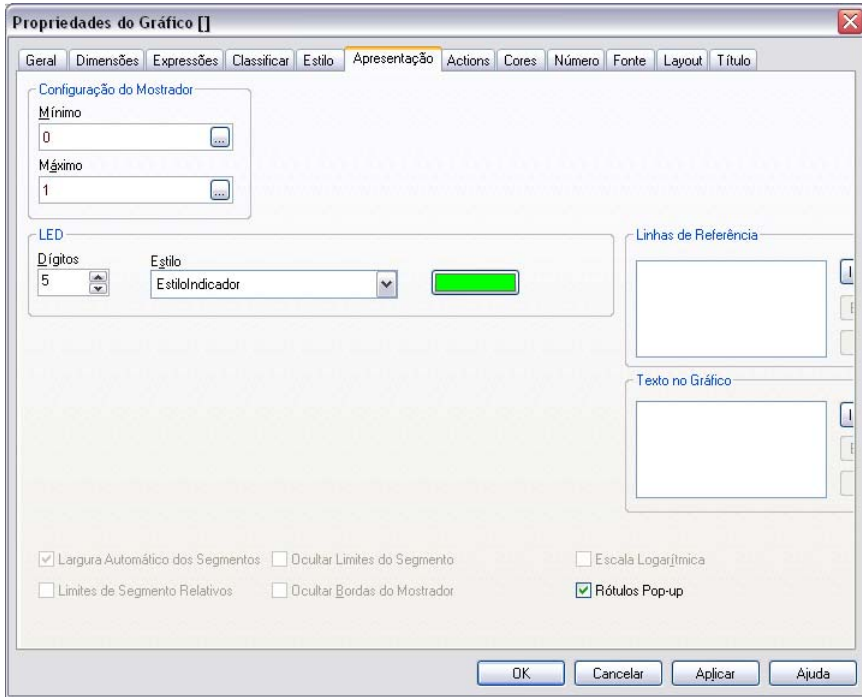 Propriedades do Gráfico []
Geral Dimensões Expressões Classificar Estilo Apresentação Actions Cores Número Fonte Layout Título
Configuração do Mostrador
Mínimo
0
...
Máximo
1
...
LED
Dígitos
5
Estilo
EstiloIndicador
Linhas de Referência
Texto no Gráfico
Largura Automático dos Segmentos
Ocultar Limites do Segmento
Escala Logarítmica
Limites de Segmento Relativos
Ocultar Bordas do Mostrador
Rótulos Pop-up
OK Cancelar Aplicar Ajuda